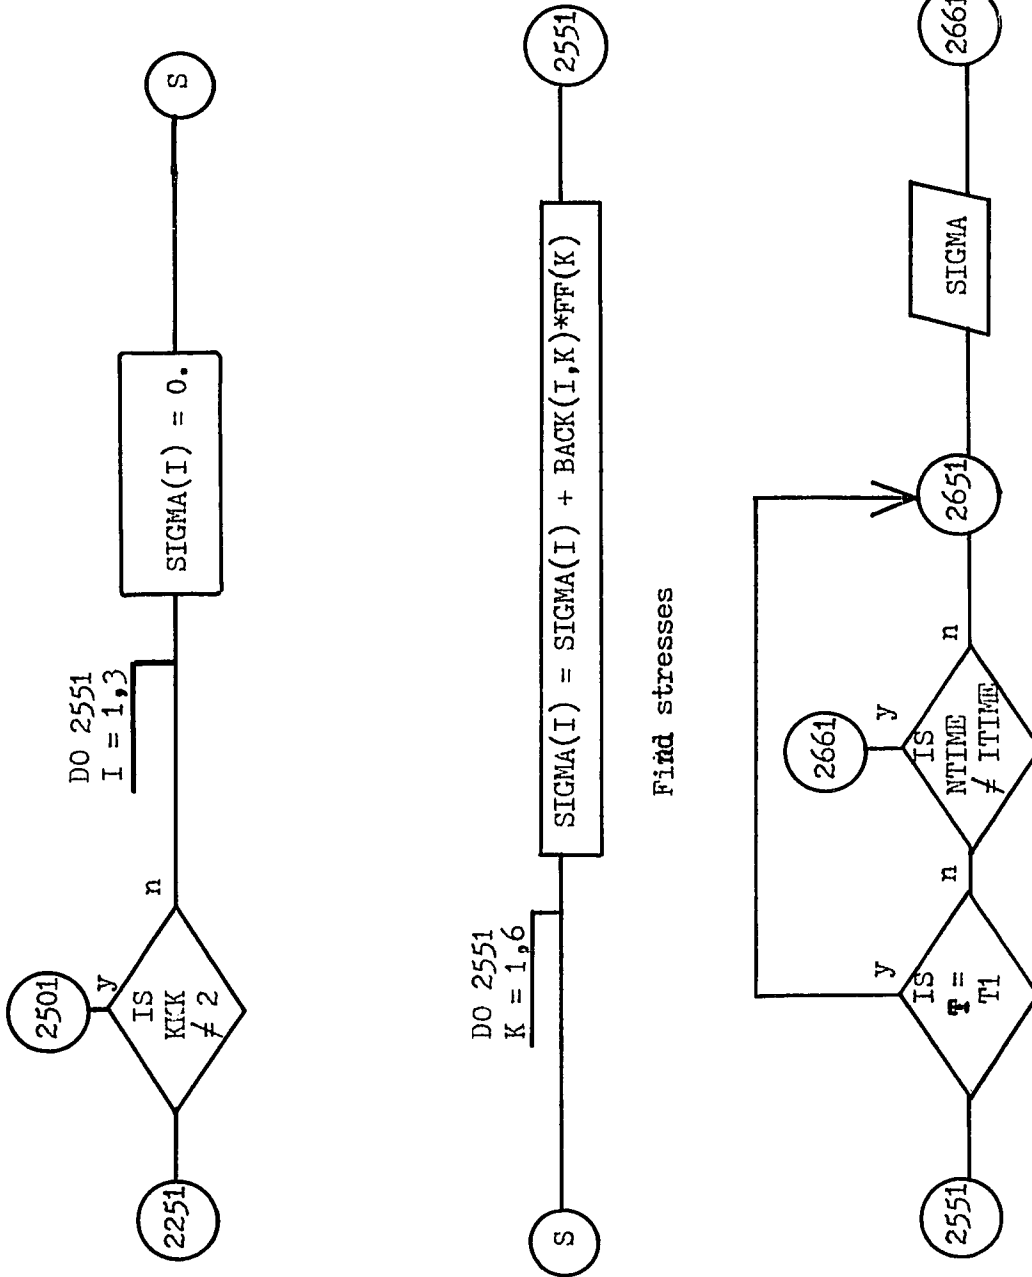 2251
2501
y
IS
KKK
≠ 2
n
DO 2551
I = 1,3
SIGMA(I) = 0.
S
S
DO 2551
K = 1,6
SIGMA(I) = SIGMA(I) + BACK(I,K)*FF(K)
2551
Find stresses
2551
y
IS
T =
T1
n
2661
y
IS
NTIME
≠ ITIME
n
2651
SIGMA
2661